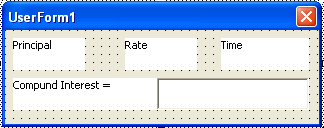 UserForm1
Principal Rate Time
Compund Interest =